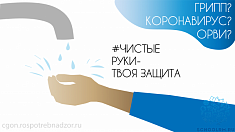 ГРИПП?
КОРОНАВИРУС?
ОРВИ?
#ЧИСТЫЕ
РУКИ-
ТВОЯ ЗАЩИТА
cgon.rospotrebnadzor.ru